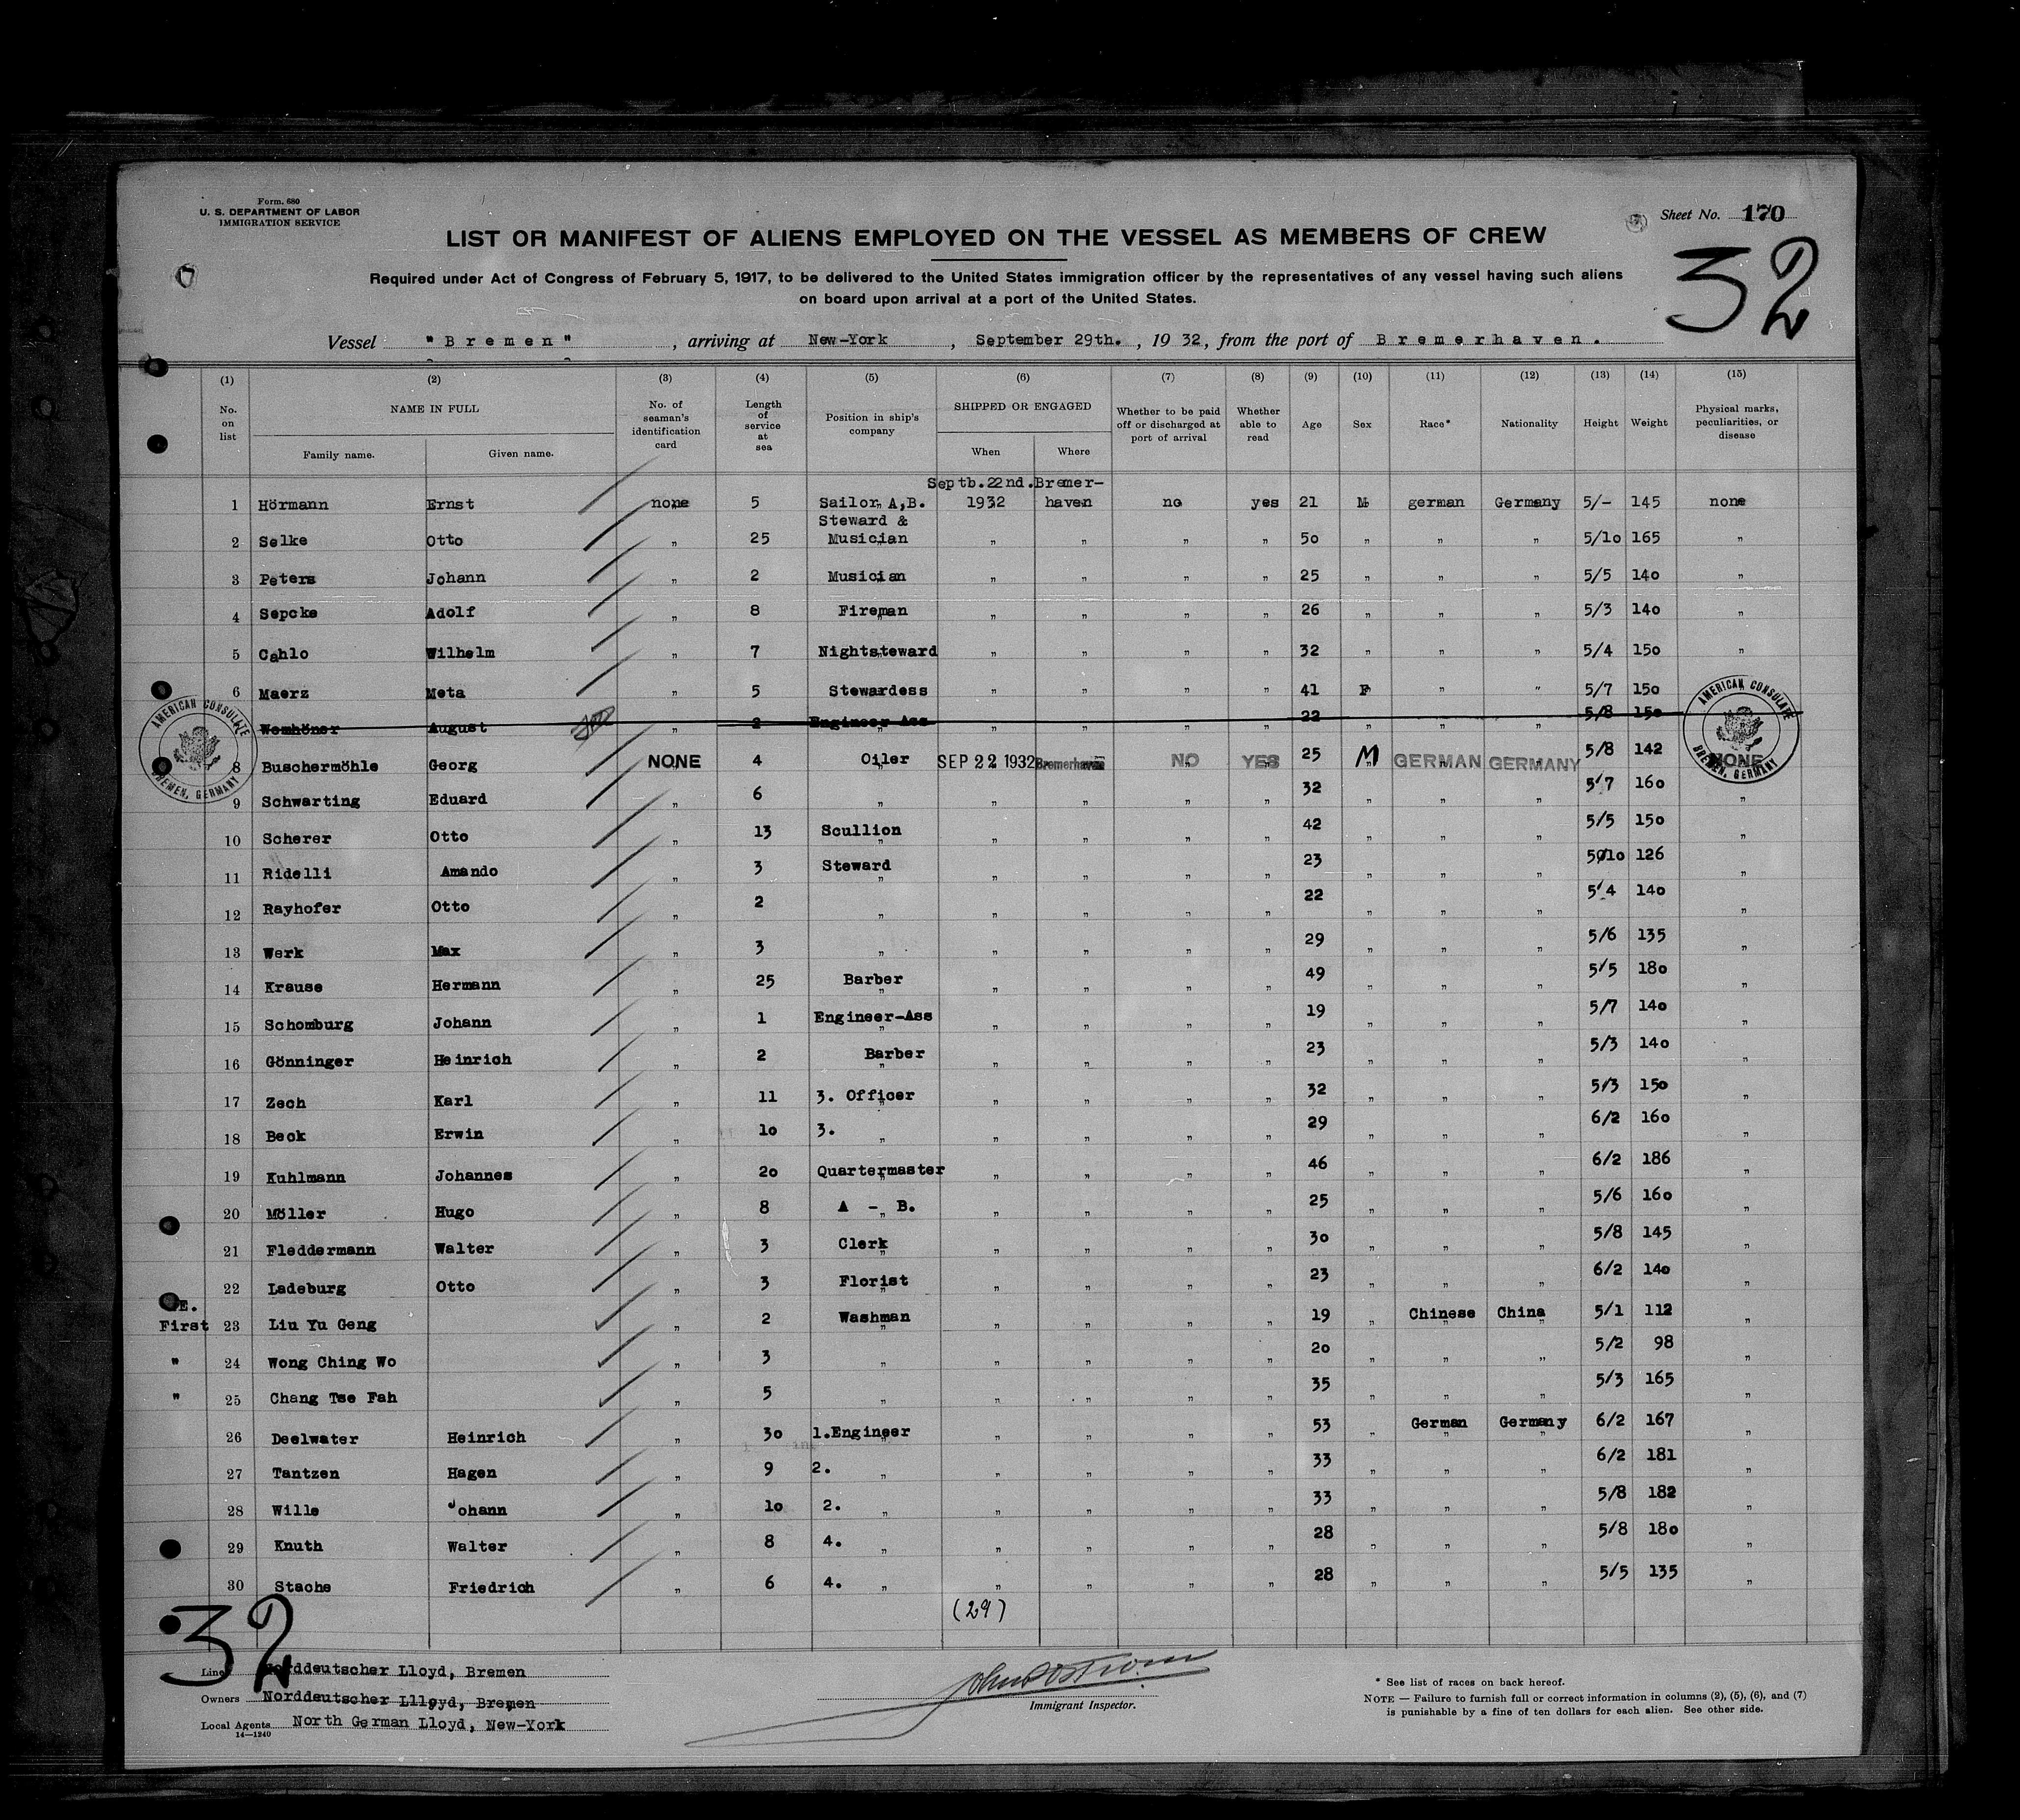 Form. 680
U. S. DEPARTMENT OF LABOR
IMMIGRATION SERVICE
Sheet No. 170
32
LIST OR MANIFEST OF ALIENS EMPLOYED ON THE VESSEL AS MEMBERS OF CREW
Required under Act of Congress of February 5, 1917, to be delivered to the United States immigration officer by the representatives of any vessel having such aliens
on board upon arrival at a port of the United States.
Vessel "Bremen", arriving at New-York, September 29th., 1932, from the port of Bremerhaven.
(1) (2) (3) (4) (5) (6) (7) (8) (9) (10) (11) (12) (13) (14) (15)
No. on list NAME IN FULL Family name. Given name. No. of seaman's identification card Length of service at sea Position in ship's company SHIPPED OR ENGAGED When Where Whether to be paid off or discharged at port of arrival Whether able to read Age Sex Race* Nationality Height Weight Physical marks, peculiarities, or disease
1 Hörmann Ernst none 5 Sailor A,B. Septb.22nd. 1932 Bremer-haven no yes 21 M german Germany 5/- 145 none
2 Selke Otto " 25 Steward & Musician " " " " 50 " " " 5/10 165 "
3 Peters Johann " 2 Musician " " " " 25 " " " 5/5 140 "
4 Sepcke Adolf " 8 Fireman " " " " 26 " " " 5/3 140 "
5 Cahlo Wilhelm " 7 Nightsteward " " " " 32 " " " 5/4 150 "
6 Maerz Meta " 5 Stewardess " " " " 41 F " " 5/7 150 "
Wemhöner August " 2 Engineer Ass " " " " 22 " " " 5/8 150
AMERICAN CONSULATE BREMEN, GERMANY
AMERICAN CONSULATE BREMEN, GERMANY
8 Buschermöhle Georg NONE 4 Oiler SEP 22 1932 Bremerhaven NO YES 25 M GERMAN GERMANY 5/8 142 NONE
9 Schwarting Eduard " 6 " " " " " 32 " " " 5/7 160 "
10 Scherer Otto " 13 Scullion " " " " 42 " " " 5/5 150 "
11 Ridelli Amando " 3 Steward " " " " 23 " " " 5/10 126 "
12 Rayhofer Otto " 2 " " " " " 22 " " " 5/4 140 "
13 Werk Max " 3 " " " " " 29 " " " 5/6 135 "
14 Krause Hermann " 25 Barber " " " " 49 " " " 5/5 180 "
15 Schomburg Johann " 1 Engineer-Ass " " " " 19 " " " 5/7 140 "
16 Gönninger Heinrich " 2 Barber " " " " 23 " " " 5/3 140 "
17 Zech Karl " 11 3. Officer " " " " 32 " " " 5/3 150 "
18 Beck Erwin " 10 3. " " " " " 29 " " " 6/2 160 "
19 Kuhlmann Johannes " 20 Quartermaster " " " " 46 " " " 6/2 186 "
20 Möller Hugo " 8 A - B. " " " " 25 " " " 5/6 160 "
21 Fleddermann Walter " 3 Clerk " " " " 30 " " " 5/8 145 "
22 Ladeburg Otto " 3 Florist " " " " 23 " " " 6/2 140 "
First 23 Liu Yu Geng " 2 Washman " " " " 19 " Chinese China 5/1 112 "
" 24 Wong Ching Wo " 3 " " " " " 20 " " " 5/2 98 "
" 25 Chang Tse Fah " 5 " " " " " 35 " " " 5/3 165 "
26 Deelwater Heinrich " 30 1.Engineer " " " " 53 " German Germany 6/2 167 "
27 Tantzen Hagen " 9 2. " " " " " 33 " " " 6/2 181 "
28 Wille Johann " 10 2. " " " " " 33 " " " 5/8 182 "
29 Knuth Walter " 8 4. " " " " " 28 " " " 5/8 180 "
30 Stache Friedrich " 6 4. " " " " " 28 " " " 5/5 135 "
(29)
32
Line Norddeutscher Lloyd, Bremen
Owners Norddeutscher Llloyd, Bremen
Local Agents North German Lloyd, New-York
14—1240
Immigrant Inspector.
* See list of races on back hereof.
NOTE — Failure to furnish full or correct information in columns (2), (5), (6), and (7)
is punishable by a fine of ten dollars for each alien. See other side.